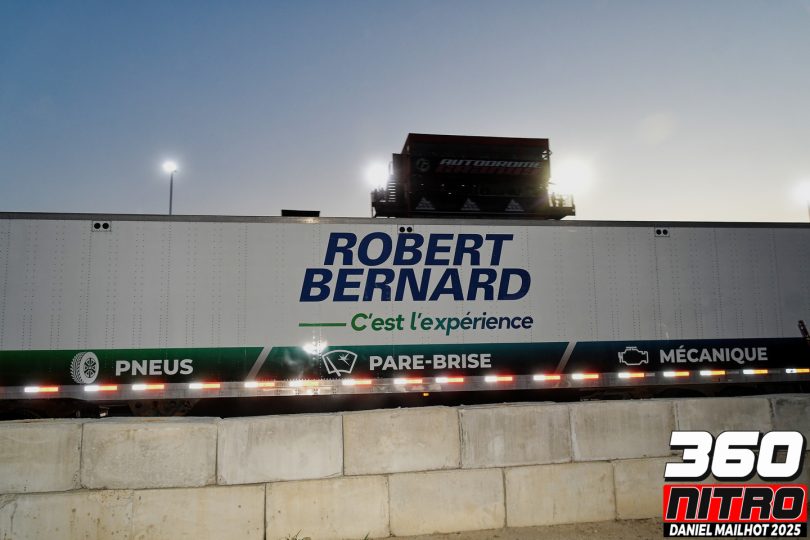 AUTODROME
ROBERT
BERNARD
C'est l'expérience
PNEUS
PARE-BRISE
MÉCANIQUE
360
NITRO
DANIEL MAILHOT 2025